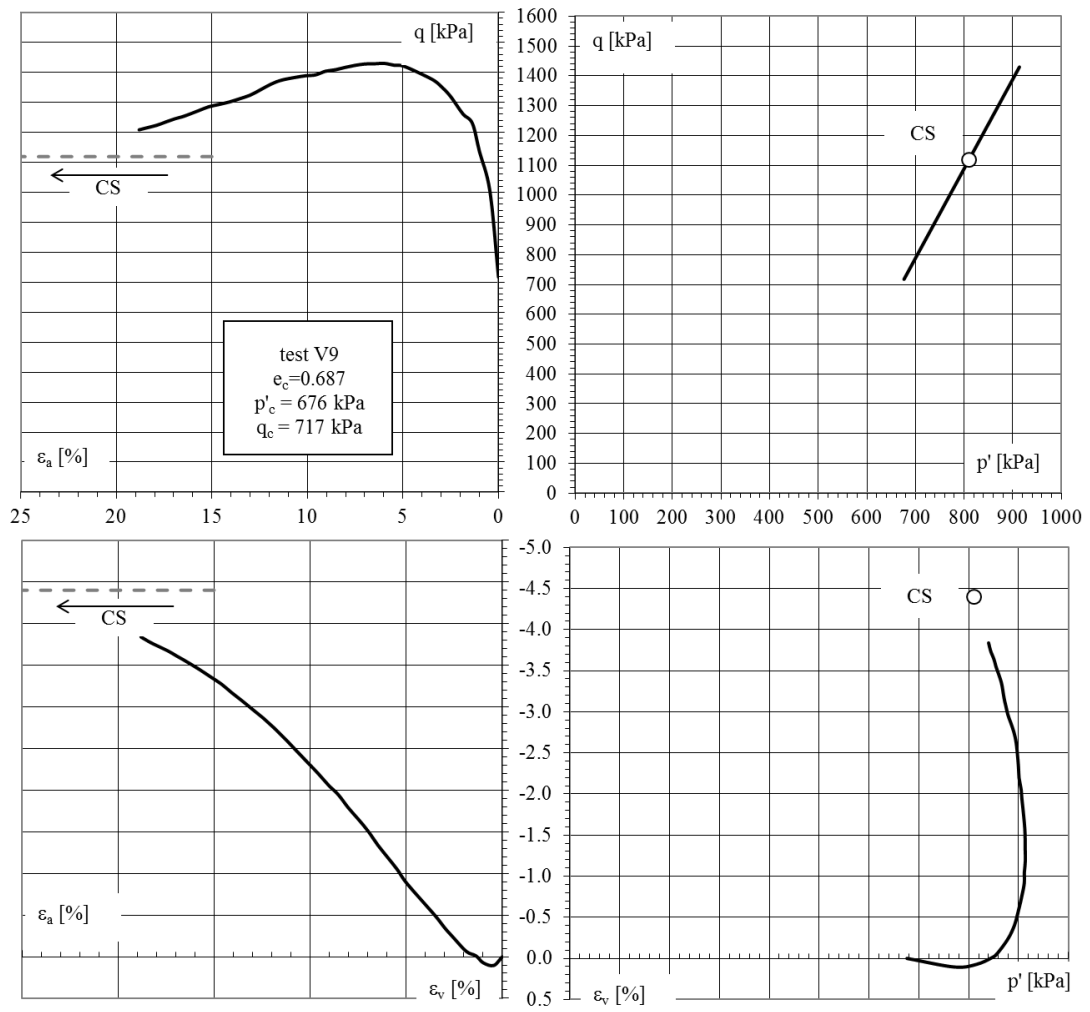 q [kPa]
CS
test V9
e_c=0.687
p'_c = 676 kPa
q_c = 717 kPa
ε_a [%]
25 20 15 10 5 0
1600
1500
1400
1300
1200
1100
1000
900
800
700
600
500
400
300
200
100
0
q [kPa]
CS
p' [kPa]
0 100 200 300 400 500 600 700 800 900 1000
CS
ε_a [%]
ε_v [%]
-5.0
-4.5
-4.0
-3.5
-3.0
-2.5
-2.0
-1.5
-1.0
-0.5
0.0
0.5
CS
p' [kPa]
ε_v [%]